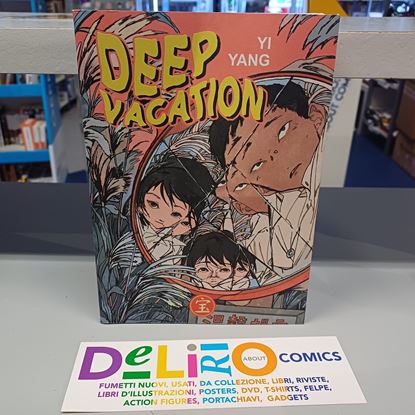 DEEP
VACATION
YI
YANG
宝
DeLiRiO ABOUT COMICS
FUMETTI NUOVI, USATI, DA COLLEZIONE, LIBRI, RIVISTE,
LIBRI D'ILLUSTRAZIONI, POSTERS, DVD, T-SHIRTS, FELPE,
ACTION FIGURES, PORTACHIAVI, GADGETS